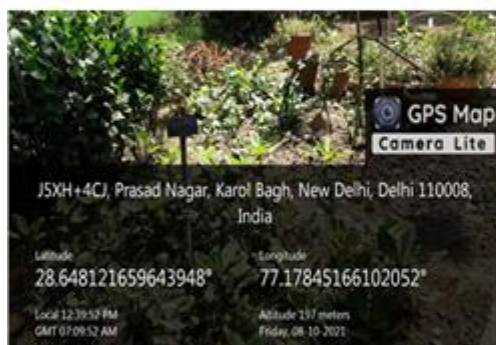 GPS Map
Camera Lite
J5XH+4CJ, Prasad Nagar, Karol Bagh, New Delhi, Delhi 110008,
India
Latitude
28.648121659643948°
Longitude
77.17845166102052°
Local 12:39:52 PM
GMT 07:09:52 AM
Altitude 197 meters
Friday, 08-10-2021